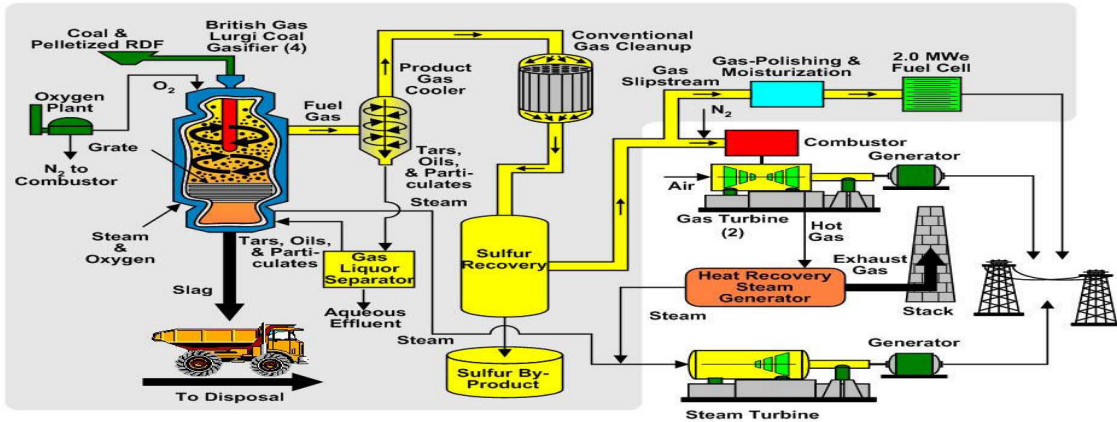 Coal &
Pelletized RDF
British Gas
Lurgi Coal
Gasifier (4)
O2
Oxygen
Plant
Grate
N2 to
Combustor
Steam
&
Oxygen
Slag
To Disposal
Fuel
Gas
Product
Gas
Cooler
Tars,
Oils,
& Parti-
culates
Steam
Tars, Oils,
& Parti-
culates
Gas
Liquor
Separator
Aqueous
Effluent
Steam
Conventional
Gas Cleanup
Sulfur
Recovery
Sulfur By-
Product
Gas
Slipstream
Gas-Polishing &
Moisturization
2.0 MWe
Fuel Cell
N2
Combustor
Air
Gas Turbine
(2)
Generator
Hot
Gas
Heat Recovery
Steam
Generator
Exhaust
Gas
Stack
Steam
Generator
Steam Turbine